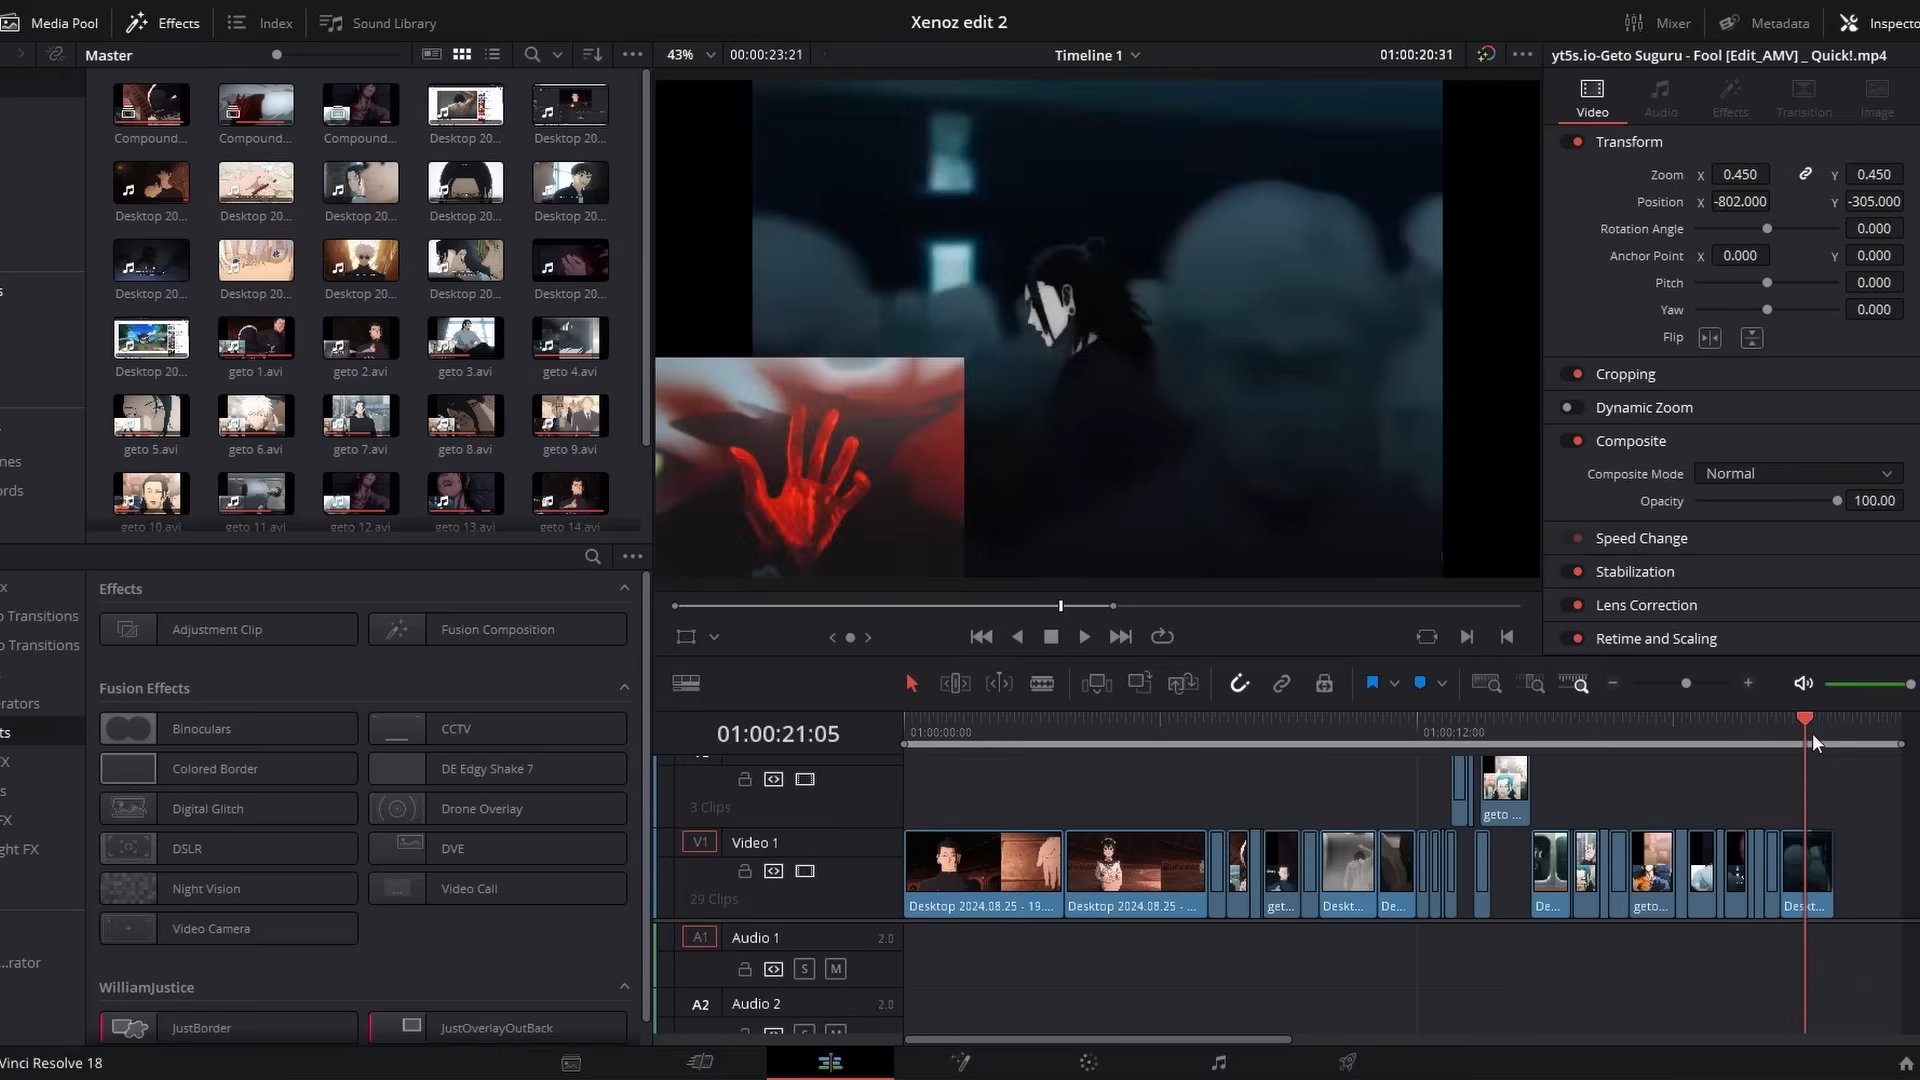 Media Pool
Effects
Index
Sound Library
Xenoz edit 2
Mixer
Metadata
Inspecto
Master
43%
00:00:23:21
Timeline 1
01:00:20:31
yt5s.io-Geto Suguru - Fool [Edit_AMV] _ Quick!.mp4
Compound...
Compound...
Compound...
Desktop 20...
Desktop 20...
Desktop 20...
Desktop 20...
Desktop 20...
Desktop 20...
Desktop 20...
Desktop 20...
Desktop 20...
Desktop 20...
Desktop 20...
Desktop 20...
Desktop 20...
geto 1.avi
geto 2.avi
geto 3.avi
geto 4.avi
geto 5.avi
geto 6.avi
geto 7.avi
geto 8.avi
geto 9.avi
geto 10.avi
geto 11.avi
geto 12.avi
geto 13.avi
geto 14.avi
s
nes
ords
Video
Audio
Effects
Transition
Image
Transform
Zoom X 0.450 Y 0.450
Position X -802.000 Y -305.000
Rotation Angle 0.000
Anchor Point X 0.000 Y 0.000
Pitch 0.000
Yaw 0.000
Flip
Cropping
Dynamic Zoom
Composite
Composite Mode Normal
Opacity 100.00
Speed Change
Stabilization
Lens Correction
Retime and Scaling
x
o Transitions
o Transitions
erators
ts
FX
s
FX
ght FX
...rator
Effects
Adjustment Clip
Fusion Composition
Fusion Effects
Binoculars
CCTV
Colored Border
DE Edgy Shake 7
Digital Glitch
Drone Overlay
DSLR
DVE
Night Vision
Video Call
Video Camera
WilliamJustice
JustBorder
JustOverlayOutBack
01:00:21:05
01:00:00:00
01:00:12:00
3 Clips
geto ...
V1
Video 1
29 Clips
Desktop 2024.08.25 - 19....
Desktop 2024.08.25 - ...
get...
Deskt...
De...
De...
geto...
Deskt...
A1
Audio 1
2.0
S
M
A2
Audio 2
2.0
S
M
Vinci Resolve 18